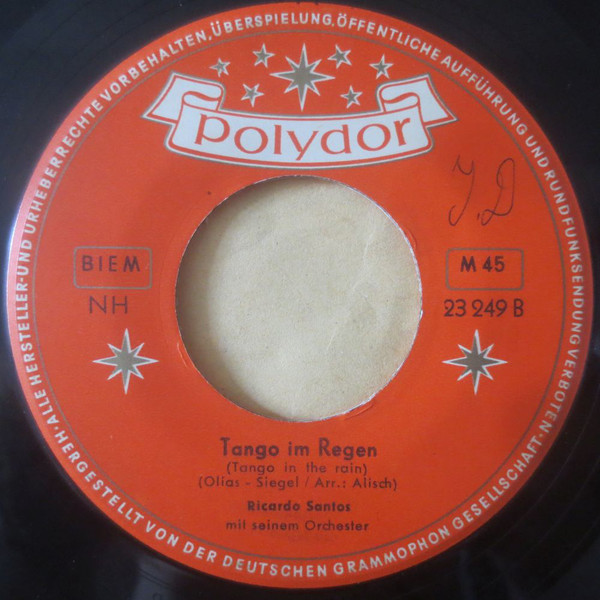 ALLE HERSTELLER- UND URHEBERRECHTE VORBEHALTEN. ÜBERSPIELUNG, ÖFFENTLICHE AUFFÜHRUNG UND RUNDFUNKSENDUNG VERBOTEN
polydor
J.D
BIEM
M 45
NH
23 249 B
Tango im Regen
(Tango in the rain)
(Olias - Siegel / Arr.: Alisch)
Ricardo Santos
mit seinem Orchester
HERGESTELLT VON DER DEUTSCHEN GRAMMOPHON GESELLSCHAFT